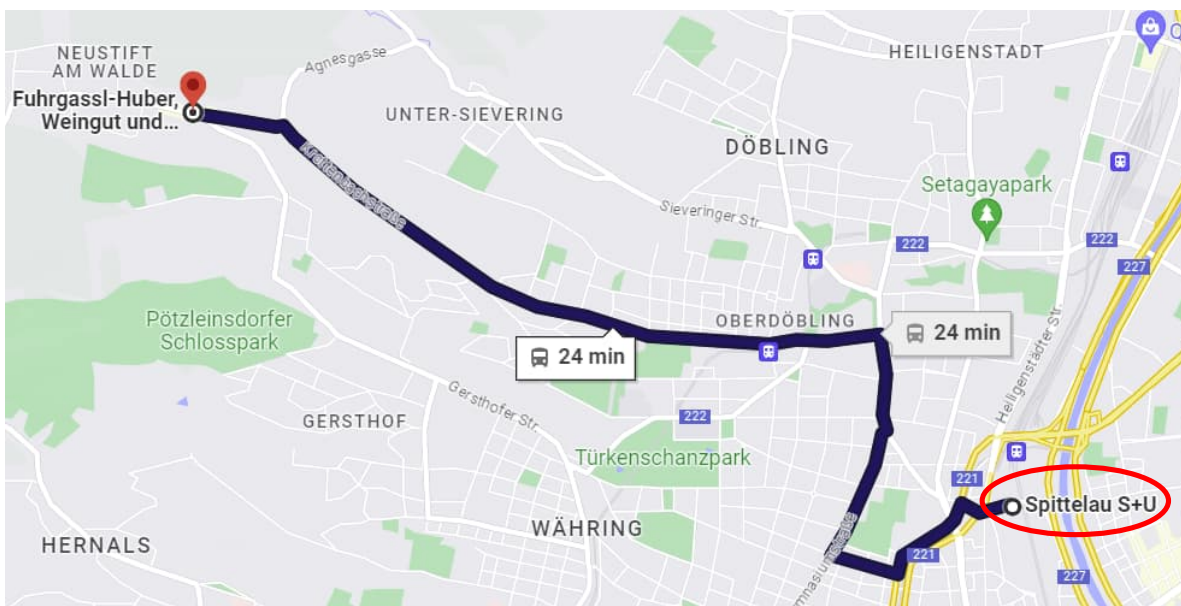 NEUSTIFT
AM WALDE
Fuhrgassl-Huber,
Weingut und...
Agnesgasse
UNTER-SIEVERING
HEILIGENSTADT
Q
DÖBLING
Setagayapark
Krottenbachstraße
Sieveringer Str.
222
222
227
Pötzleinsdorfer
Schlosspark
OBERDÖBLING
24 min
24 min
Heiligenstädter Str.
Gersthofer Str.
GERSTHOF
222
Türkenschanzpark
221
Spittelau S+U
WÄHRING
HERNALS
mnasiumstraße
221
227